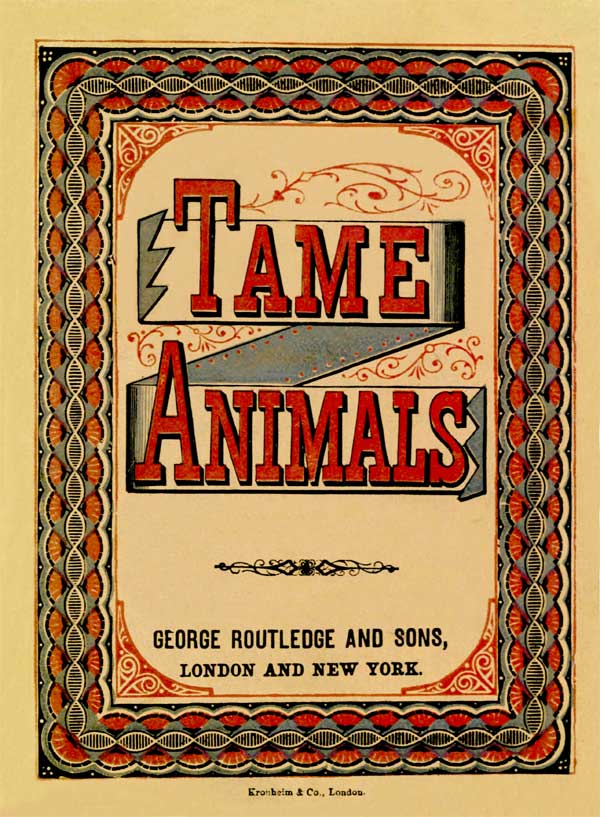 TAME
ANIMALS
GEORGE ROUTLEDGE AND SONS,
LONDON AND NEW YORK.
Kronheim & Co., London.